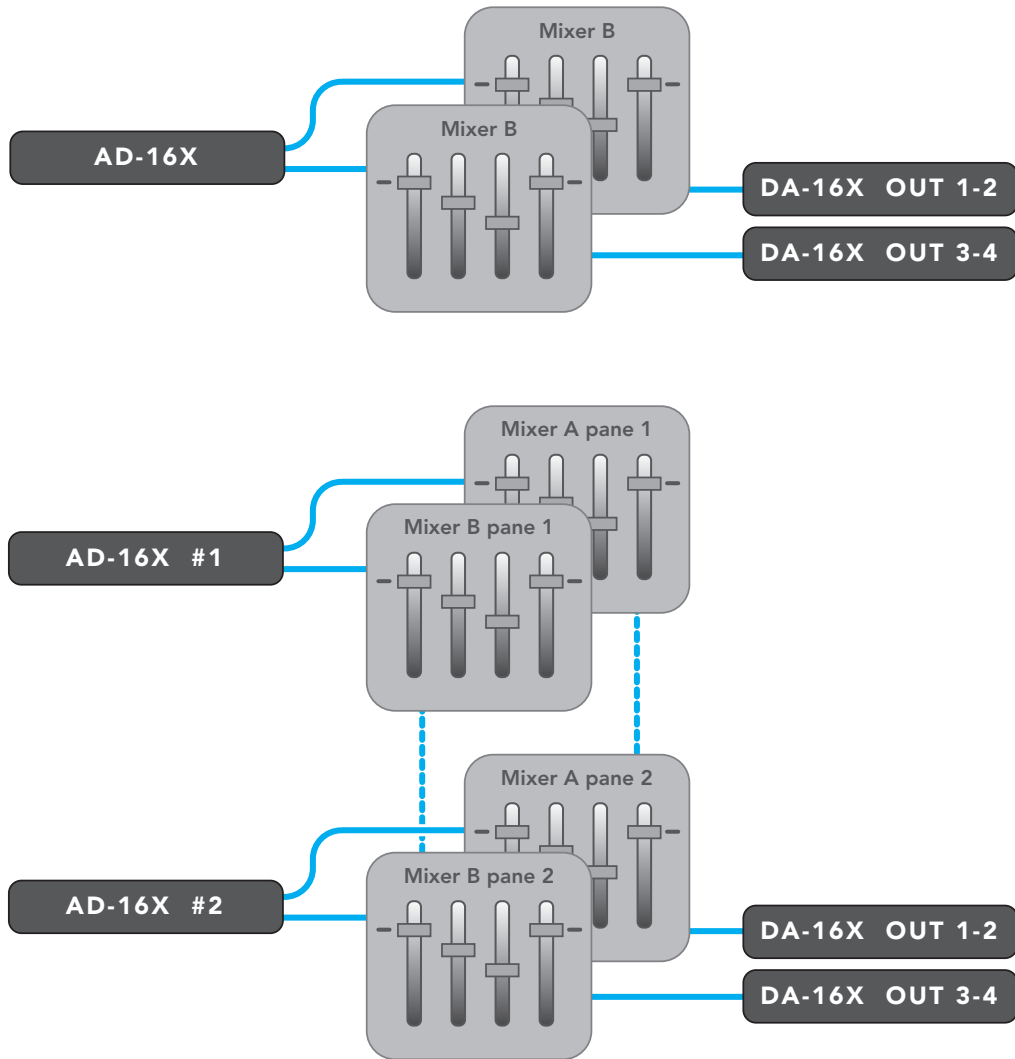 Mixer B
Mixer B
AD-16X
DA-16X OUT 1-2
DA-16X OUT 3-4
Mixer A pane 1
Mixer B pane 1
AD-16X #1
Mixer A pane 2
Mixer B pane 2
AD-16X #2
DA-16X OUT 1-2
DA-16X OUT 3-4